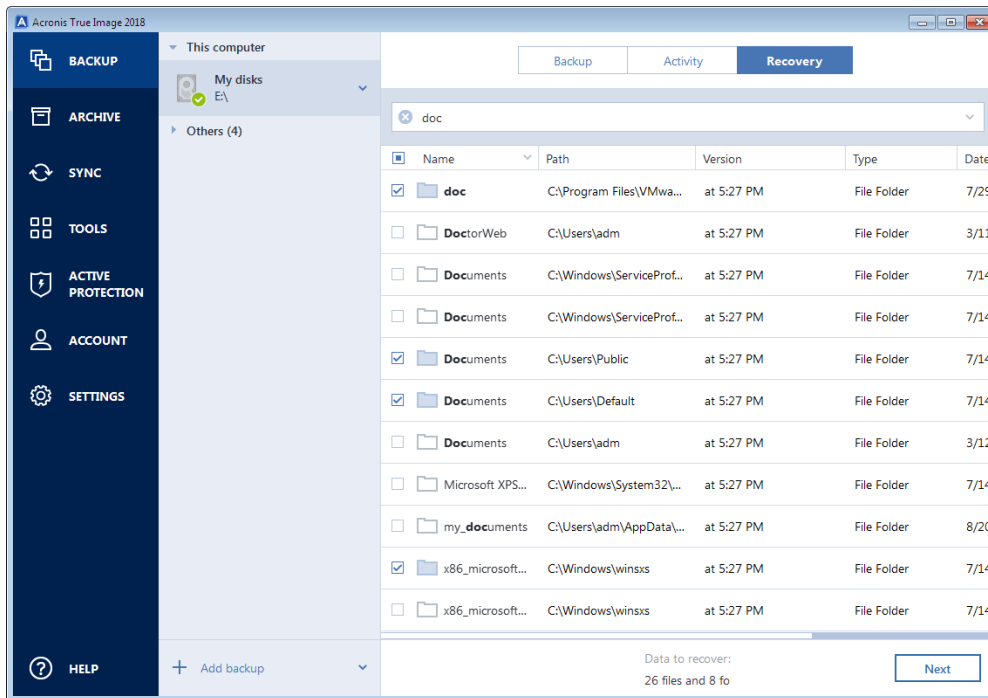 Acronis True Image 2018
BACKUP
ARCHIVE
SYNC
TOOLS
ACTIVE
PROTECTION
ACCOUNT
SETTINGS
HELP
This computer
My disks
E:\
Others (4)
Add backup
Backup Activity Recovery
doc
Name Path Version Type Date
doc C:\Program Files\VMwa... at 5:27 PM File Folder 7/29
DoctorWeb C:\Users\adm at 5:27 PM File Folder 3/11
Documents C:\Windows\ServiceProf... at 5:27 PM File Folder 7/14
Documents C:\Windows\ServiceProf... at 5:27 PM File Folder 7/14
Documents C:\Users\Public at 5:27 PM File Folder 7/14
Documents C:\Users\Default at 5:27 PM File Folder 7/14
Documents C:\Users\adm at 5:27 PM File Folder 3/12
Microsoft XPS... C:\Windows\System32\... at 5:27 PM File Folder 7/14
my_documents C:\Users\adm\AppData\... at 5:27 PM File Folder 8/20
x86_microsoft... C:\Windows\winsxs at 5:27 PM File Folder 7/14
x86_microsoft... C:\Windows\winsxs at 5:27 PM File Folder 7/14
Data to recover:
26 files and 8 fo
Next